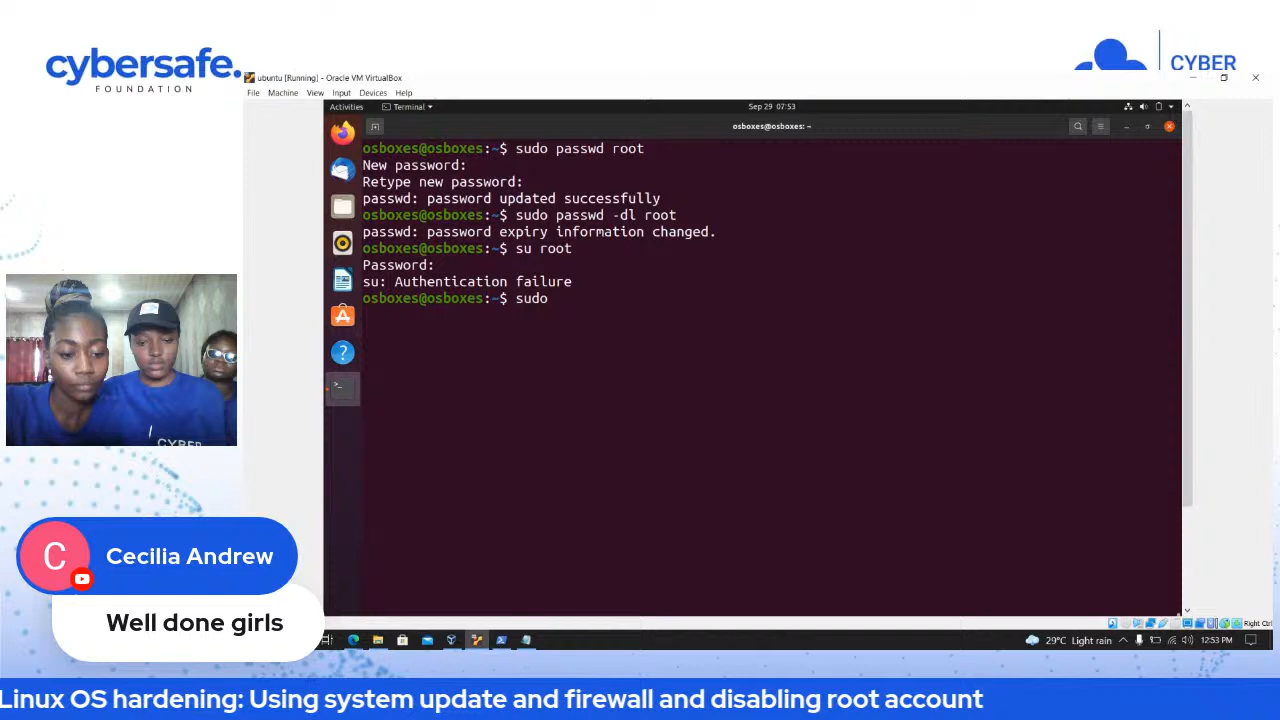 cybersafe.
FOUNDATION
CYBER
ubuntu [Running] - Oracle VM VirtualBox
File Machine View Input Devices Help
Activities Terminal Sep 29 07:53
osboxes@osboxes: ~
osboxes@osboxes:~$ sudo passwd root
New password:
Retype new password:
passwd: password updated successfully
osboxes@osboxes:~$ sudo passwd -dl root
passwd: password expiry information changed.
osboxes@osboxes:~$ su root
Password:
su: Authentication failure
osboxes@osboxes:~$ sudo
CYBER
Right Ctrl
29°C Light rain 12:53 PM
C
Cecilia Andrew
Well done girls
Linux OS hardening: Using system update and firewall and disabling root account